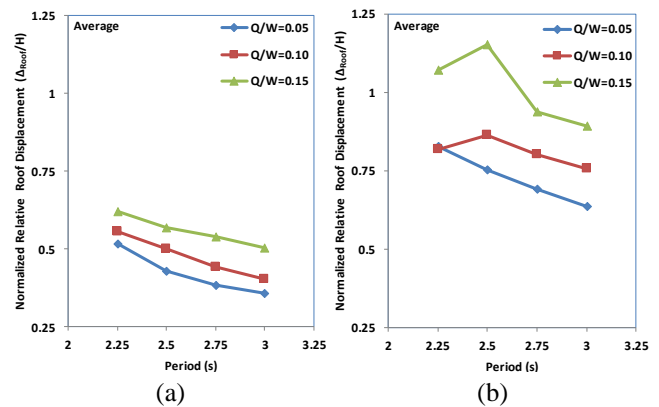 Average
Q/W=0.05
Q/W=0.10
Q/W=0.15
Normalized Relative Roof Displacement (Δ_Roof/H)
1.25
1
0.75
0.5
0.25
2 2.25 2.5 2.75 3 3.25
Period (s)
(a)
Average
Q/W=0.05
Q/W=0.10
Q/W=0.15
Normalized Relative Roof Displacement (Δ_Roof/H)
1.25
1
0.75
0.5
0.25
2 2.25 2.5 2.75 3 3.25
Period (s)
(b)